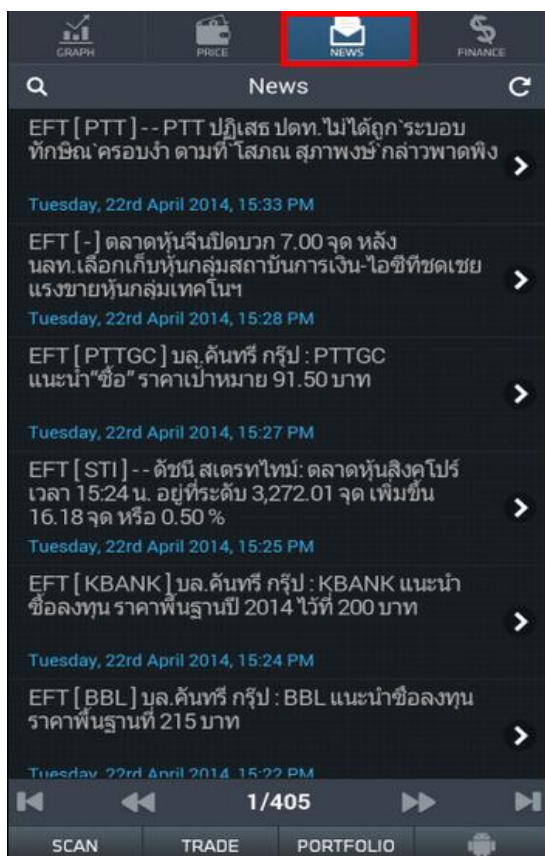 GRAPH PRICE NEWS FINANCE
News
EFT [ PTT ] - - PTT ปฏิเสธ ปตท.ไม่ได้ถูก`ระบอบ
ทักษิณ`ครอบงำ ตามที่`โสภณ สุภาพงษ์`กล่าวพาดพิง
Tuesday, 22rd April 2014, 15:33 PM
EFT [ - ] ตลาดหุ้นจีนปิดบวก 7.00 จุด หลัง
นลท.เลือกเก็บหุ้นกลุ่มสถาบันการเงิน-ไอซีทีชดเชย
แรงขายหุ้นกลุ่มเทคโนฯ
Tuesday, 22rd April 2014, 15:28 PM
EFT [ PTTGC ] บล.คันทรี่ กรุ๊ป : PTTGC
แนะนำ"ซื้อ" ราคาเป้าหมาย 91.50 บาท
Tuesday, 22rd April 2014, 15:27 PM
EFT [ STI ] - - ดัชนี สเตรทไทม์: ตลาดหุ้นสิงคโปร์
เวลา 15:24 น. อยู่ที่ระดับ 3,272.01 จุด เพิ่มขึ้น
16.18 จุด หรือ 0.50 %
Tuesday, 22rd April 2014, 15:25 PM
EFT [ KBANK ] บล.คันทรี่ กรุ๊ป : KBANK แนะนำ
ซื้อลงทุน ราคาพื้นฐานปี 2014 ไว้ที่ 200 บาท
Tuesday, 22rd April 2014, 15:24 PM
EFT [ BBL ] บล.คันทรี่ กรุ๊ป : BBL แนะนำซื้อลงทุน
ราคาพื้นฐานที่ 215 บาท
Tuesday, 22rd April 2014, 15:22 PM
1/405
SCAN TRADE PORTFOLIO